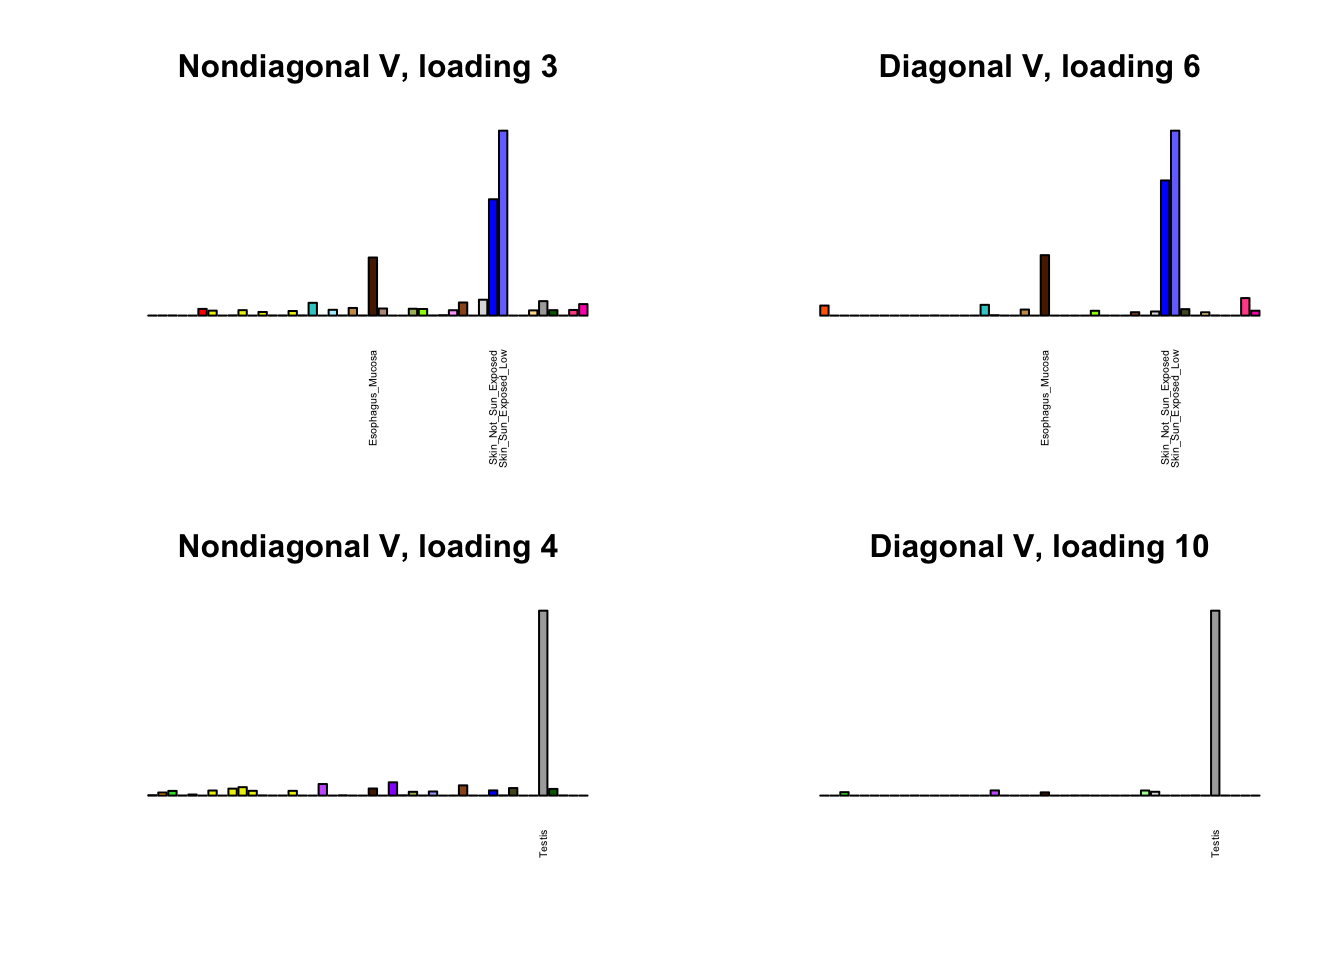 Nondiagonal V, loading 3
Diagonal V, loading 6
Esophagus_Mucosa
Skin_Not_Sun_Exposed
Skin_Sun_Exposed_Low
Esophagus_Mucosa
Skin_Not_Sun_Exposed
Skin_Sun_Exposed_Low
Nondiagonal V, loading 4
Diagonal V, loading 10
Testis
Testis